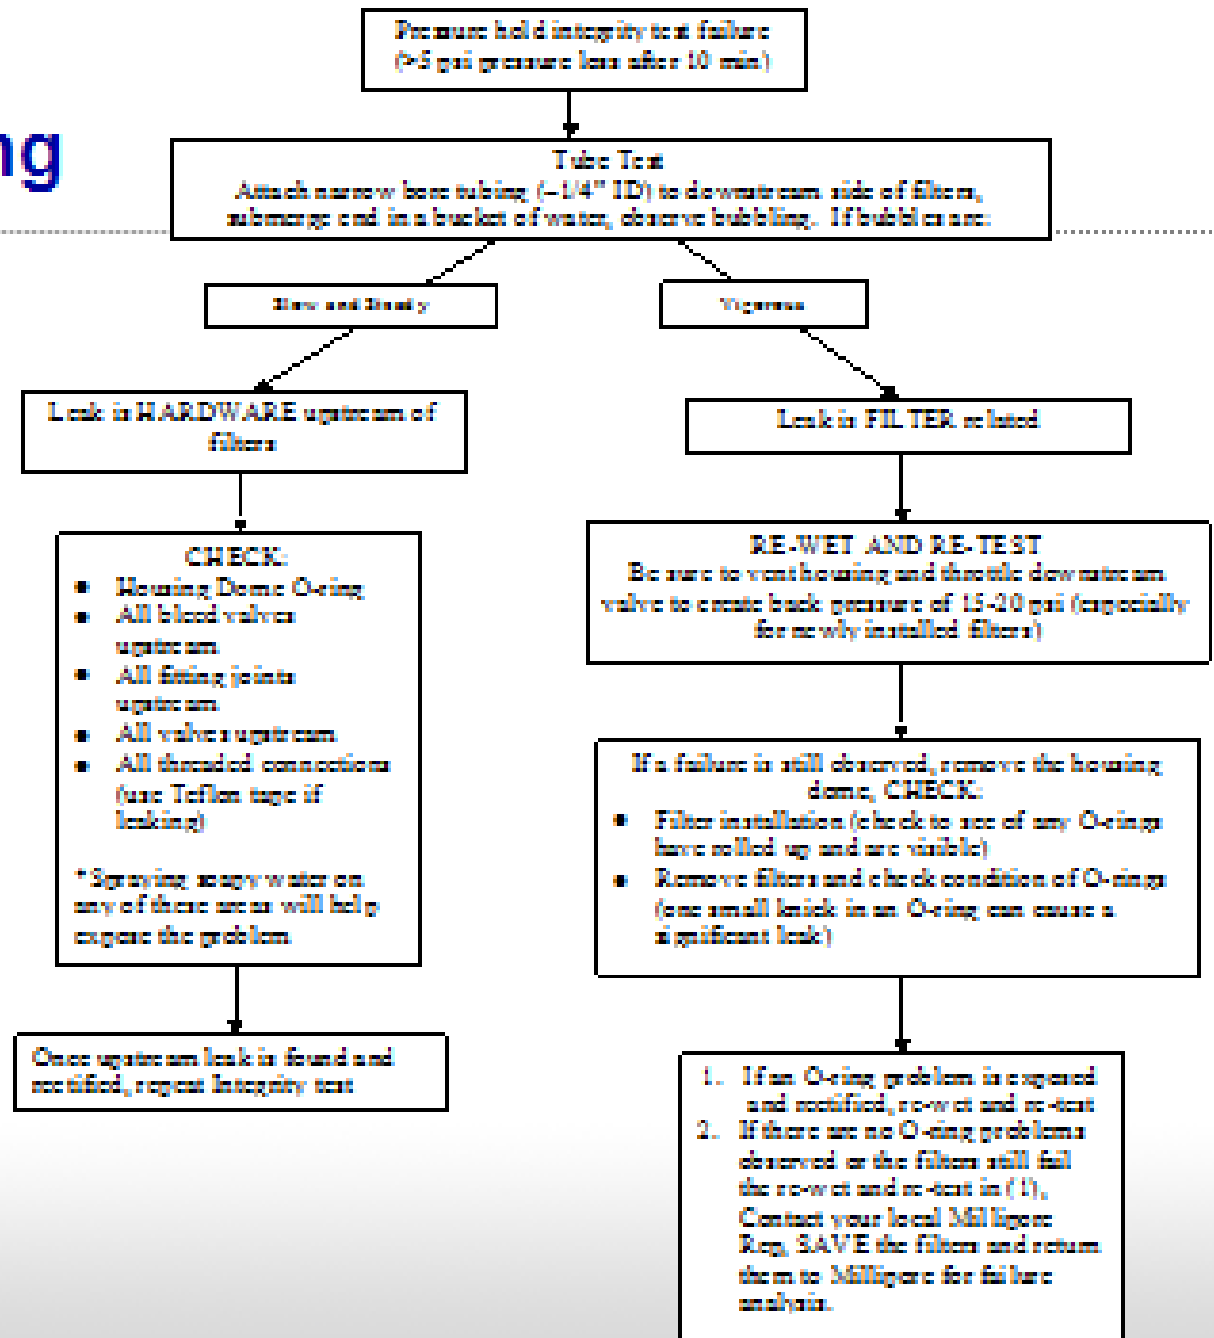 Pressure hold integrity test failure
(>5 psi pressure loss after 10 min)
ng
Tube Test
Attach narrow bore tubing (~1/4" ID) to downstream side of filters,
submerge end in a bucket of water, observe bubbling. If bubbles are:
Slow and Steady
Vigorous
Leak is HARDWARE upstream of
filters
Leak is FILTER related
CHECK:
• Housing Dome O-ring
• All bleed valves
upstream
• All fitting joints
upstream
• All valves upstream
• All threaded connections
(use Teflon tape if
leaking)
*Spraying soapy water on
any of these areas will help
expose the problem
Once upstream leak is found and
rectified, repeat Integrity test
RE-WET AND RE-TEST
Be sure to vent housing and throttle downstream
valve to create back pressure of 15-20 psi (especially
for newly installed filters)
If a failure is still observed, remove the housing
dome, CHECK:
• Filter installation (check to see of any O-rings
have rolled up and are visible)
• Remove filters and check condition of O-rings
(one small knick in an O-ring can cause a
significant leak)
1. If an O-ring problem is exposed
and rectified, re-wet and re-test
2. If there are no O-ring problems
observed or the filters still fail
the re-wet and re-test in (1),
Contact your local Millipore
Rep, SAVE the filters and return
them to Millipore for failure
analysis.